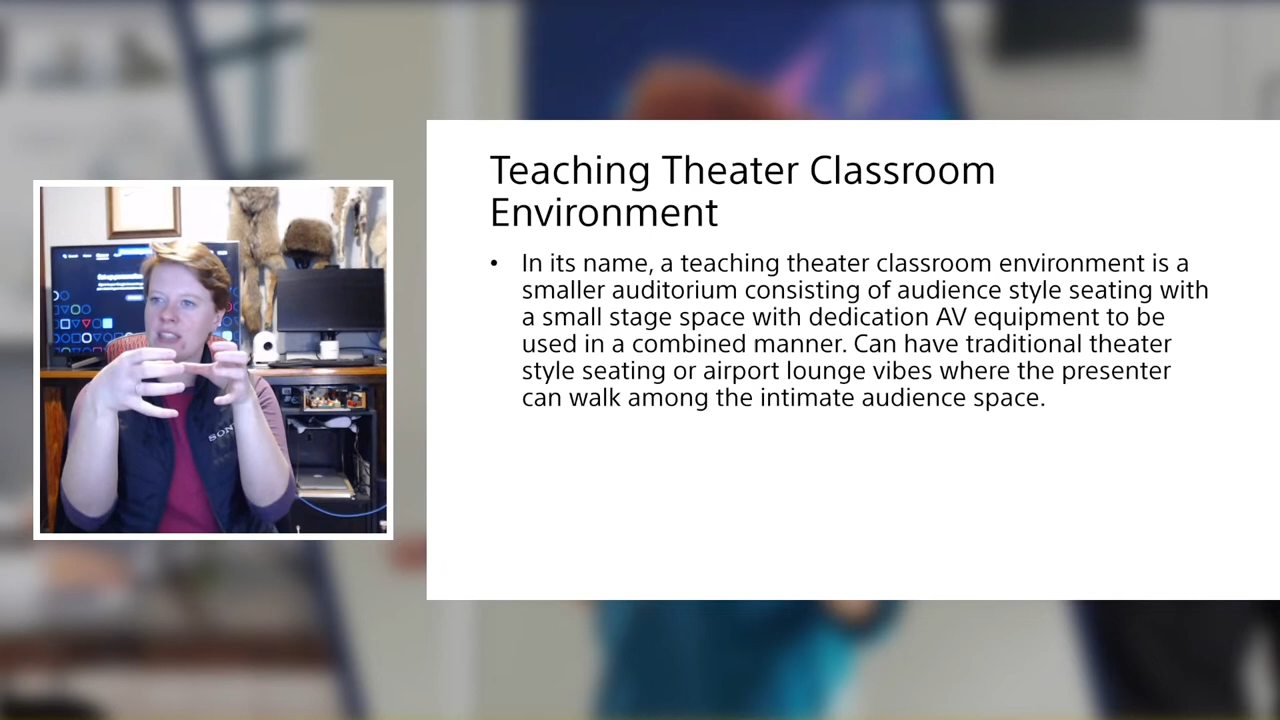 Teaching Theater Classroom
Environment
• In its name, a teaching theater classroom environment is a
smaller auditorium consisting of audience style seating with
a small stage space with dedication AV equipment to be
used in a combined manner. Can have traditional theater
style seating or airport lounge vibes where the presenter
can walk among the intimate audience space.
SONY